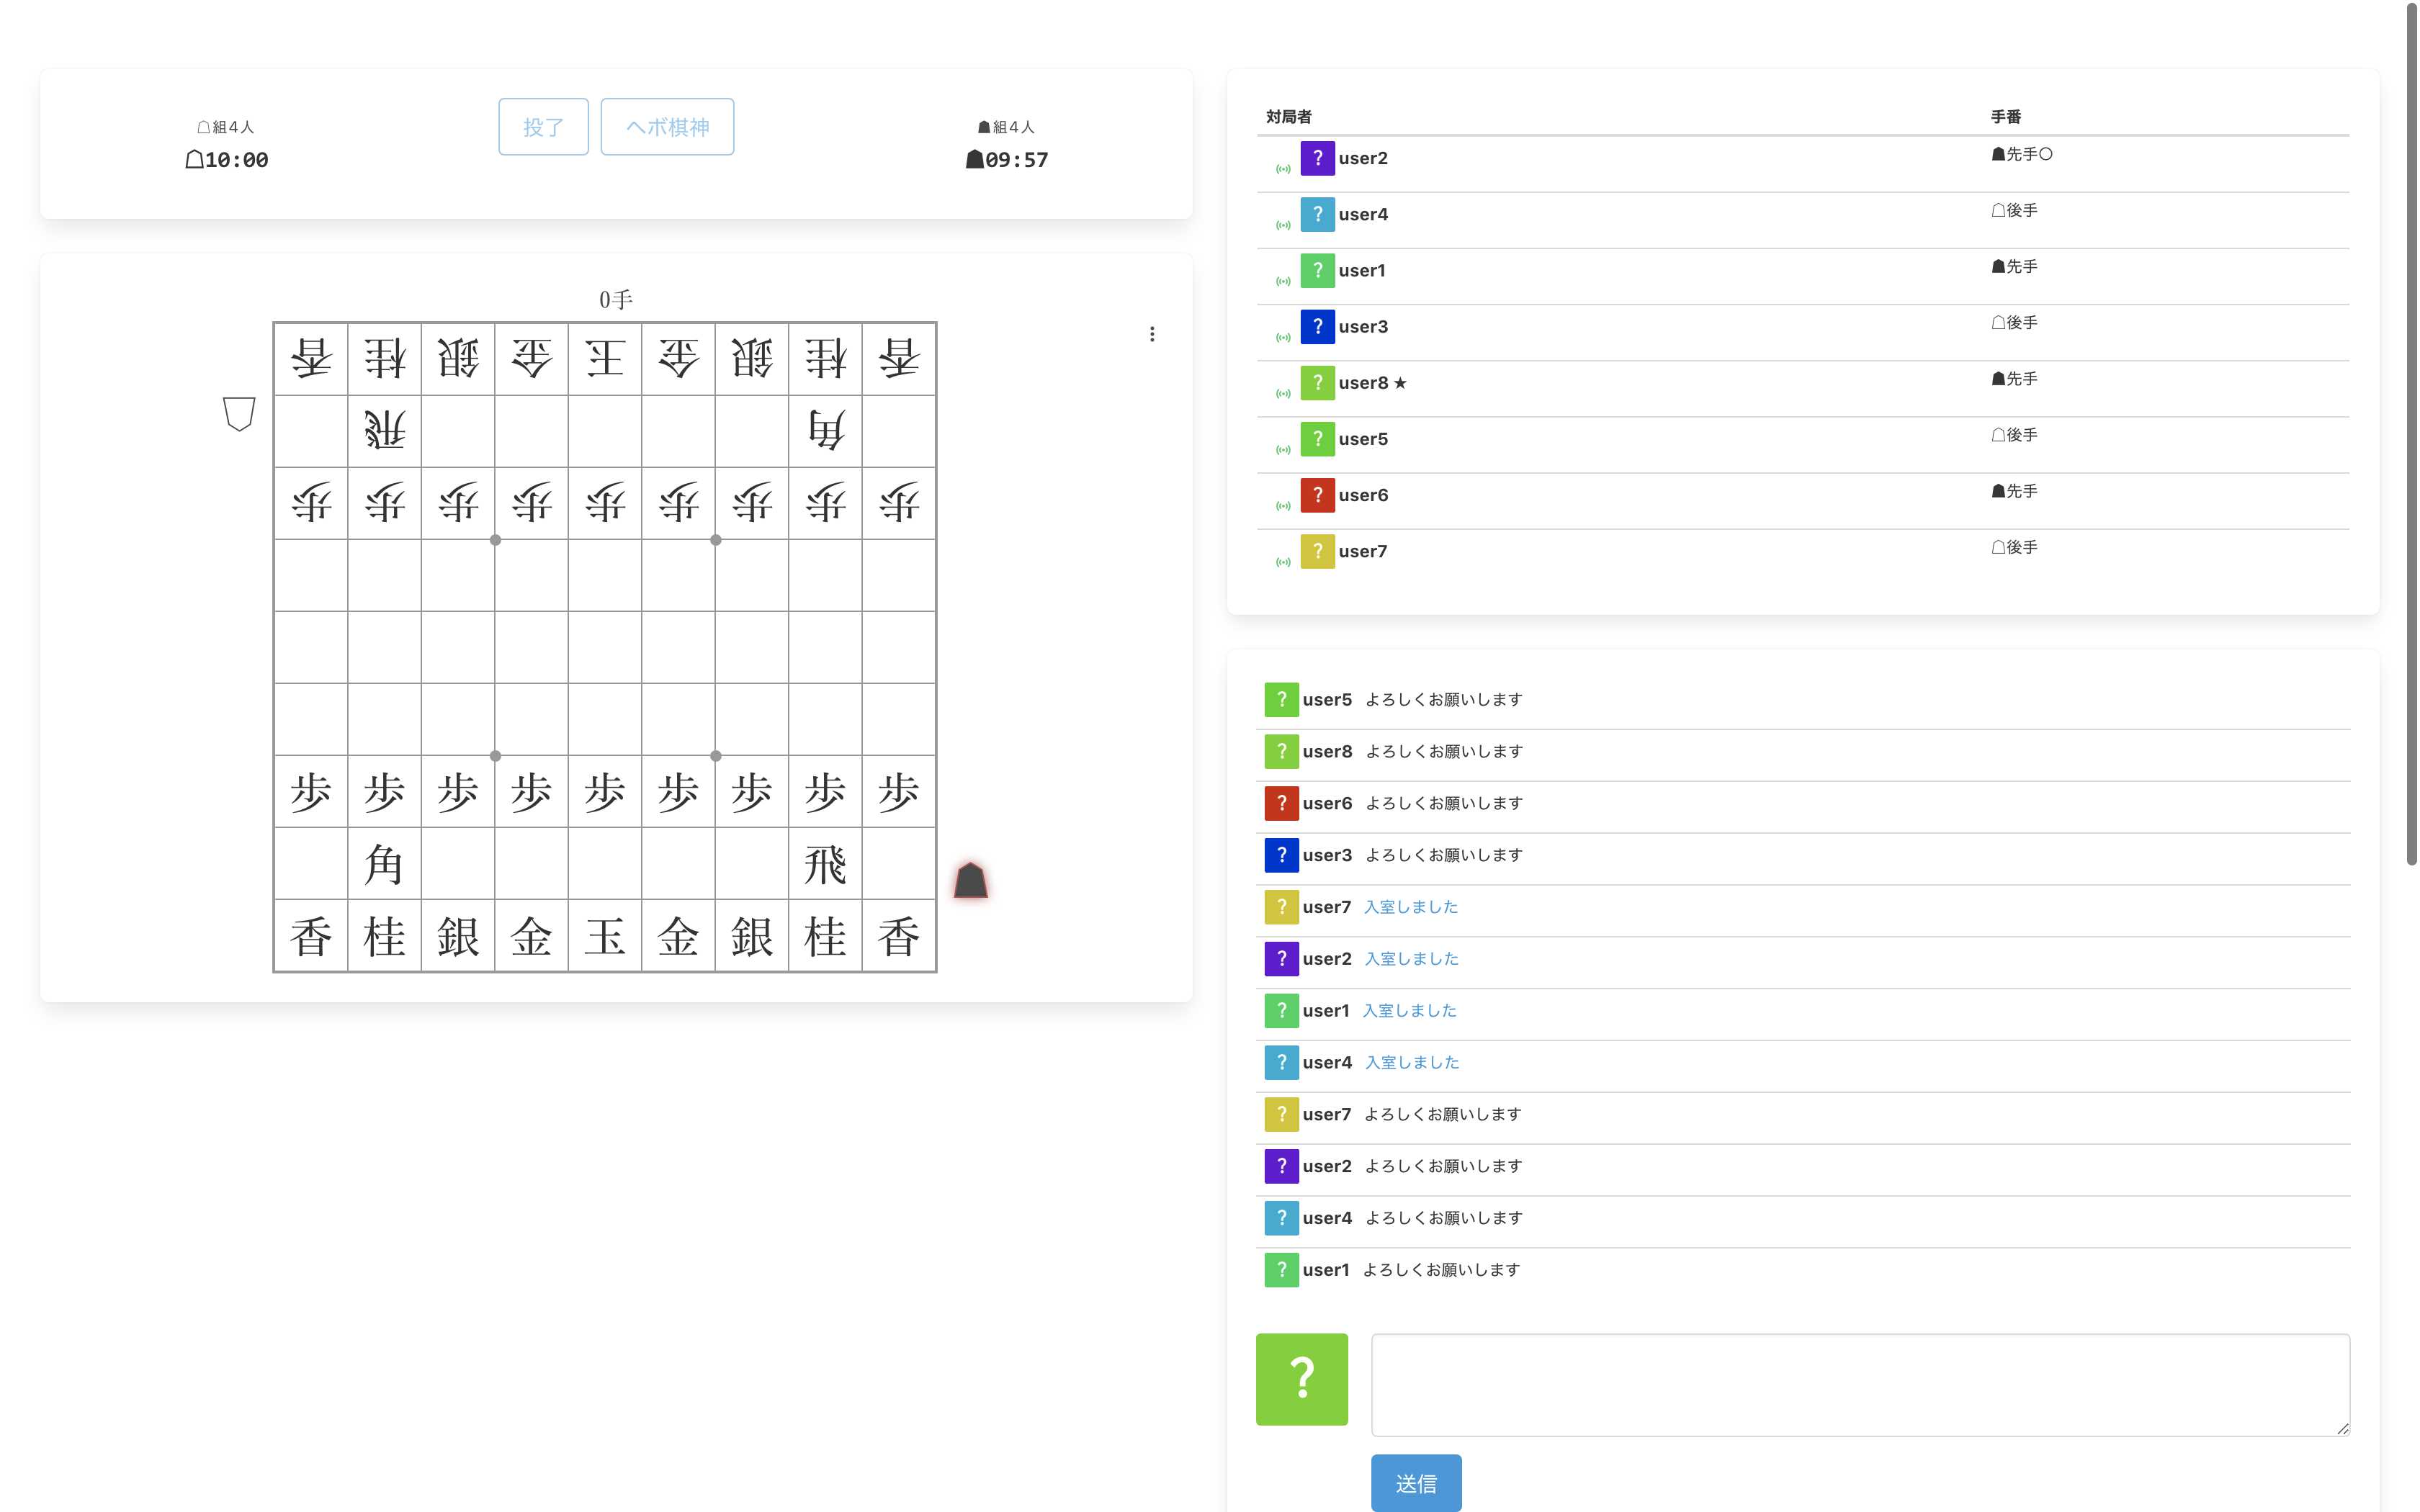 ☖組4人
☖10:00
投了
ヘボ棋神
☗組4人
☗09:57
0手
香桂銀金王金銀桂香
飛角
歩歩歩歩歩歩歩歩歩
歩歩歩歩歩歩歩歩歩
角飛
香桂銀金玉金銀桂香
対局者 手番
? user2 ☗先手○
? user4 ☖後手
? user1 ☗先手
? user3 ☖後手
? user8 ★ ☗先手
? user5 ☖後手
? user6 ☗先手
? user7 ☖後手
? user5 よろしくお願いします
? user8 よろしくお願いします
? user6 よろしくお願いします
? user3 よろしくお願いします
? user7 入室しました
? user2 入室しました
? user1 入室しました
? user4 入室しました
? user7 よろしくお願いします
? user2 よろしくお願いします
? user4 よろしくお願いします
? user1 よろしくお願いします
?
送信